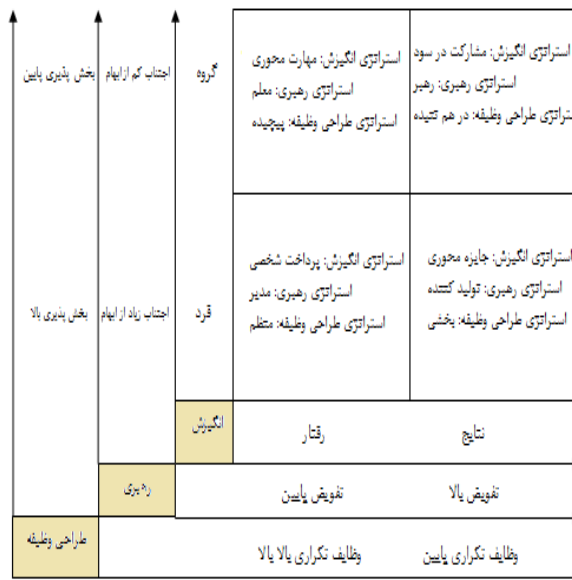 بخش پذیری پایین
اجتناب کم از ابهام
گروه
استراتژی انگیزش: مهارت محوری
استراتژی رهبری: معلم
استراتژی طراحی وظیفه: پیچیده
استراتژی انگیزش: مشارکت در سود
استراتژی رهبری: رهبر
ستراتژی طراحی وظیفه: در هم تنیده
بخش پذیری بالا
اجتناب زیاد از ابهام
فرد
استراتژی انگیزش: پرداخت شخصی
استراتژی رهبری: مدیر
استراتژی طراحی وظیفه: منظم
استراتژی انگیزش: جایزه محوری
استراتژی رهبری: تولید کننده
استراتژی طراحی وظیفه: بخشی
انگیزش
رفتار
نتایج
رهبری
تفویض پایین
تفویض بالا
طراحی وظیفه
وظایف تکراری بالا بالا
وظایف تکراری پایین